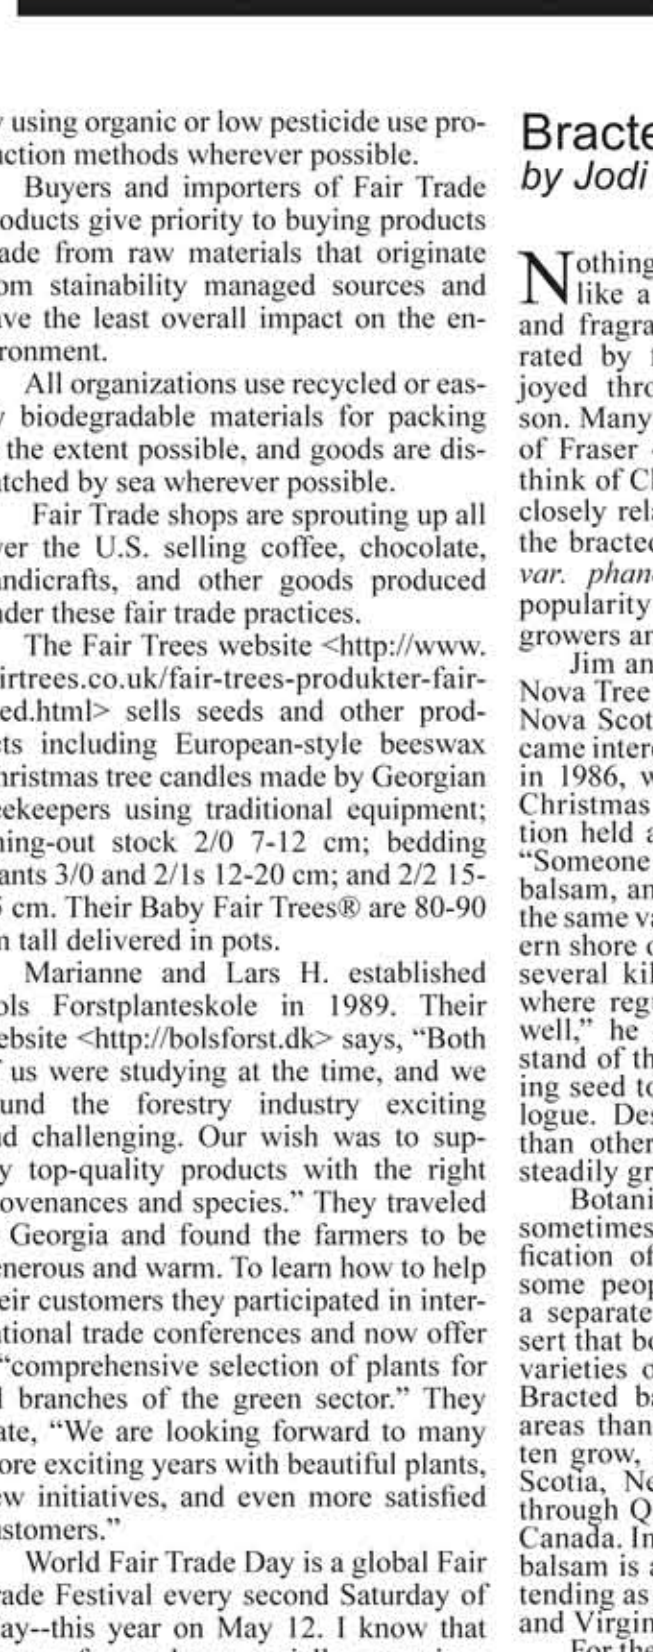 y using organic or low pesticide use pro-
uction methods wherever possible.
Buyers and importers of Fair Trade
roducts give priority to buying products
ade from raw materials that originate
om stainability managed sources and
ave the least overall impact on the en-
ronment.
All organizations use recycled or eas-
y biodegradable materials for packing
the extent possible, and goods are dis-
atched by sea wherever possible.
Fair Trade shops are sprouting up all
ver the U.S. selling coffee, chocolate,
andicrafts, and other goods produced
nder these fair trade practices.
The Fair Trees website <http://www.
irtrees.co.uk/fair-trees-produkter-fair-
ed.html> sells seeds and other prod-
cts including European-style beeswax
hristmas tree candles made by Georgian
eekeepers using traditional equipment;
ning-out stock 2/0 7-12 cm; bedding
ants 3/0 and 2/1s 12-20 cm; and 2/2 15-
5 cm. Their Baby Fair Trees® are 80-90
m tall delivered in pots.
Marianne and Lars H. established
ols Forstplanteskole in 1989. Their
ebsite <http://bolsforst.dk> says, “Both
f us were studying at the time, and we
und the forestry industry exciting
nd challenging. Our wish was to sup-
y top-quality products with the right
ovenances and species.” They traveled
Georgia and found the farmers to be
enerous and warm. To learn how to help
eir customers they participated in inter-
ational trade conferences and now offer
“comprehensive selection of plants for
l branches of the green sector.” They
ate, “We are looking forward to many
ore exciting years with beautiful plants,
ew initiatives, and even more satisfied
ustomers.”
World Fair Trade Day is a global Fair
rade Festival every second Saturday of
ay--this year on May 12. I know that
Bracte
by Jodi
Nothing
like a
and fragra
rated by f
joyed thro
son. Many
of Fraser
think of Cl
closely rela
the bracted
var. phane
popularity
growers an
Jim an
Nova Tree
Nova Scot
came intere
in 1986, w
Christmas
tion held a
“Someone
balsam, an
the same va
ern shore o
several kil
where reg
well,” he
stand of th
ing seed to
logue. Des
than other
steadily gr
Botani
sometimes
fication of
some peop
a separate
sert that bo
varieties o
Bracted ba
areas than
ten grow,
Scotia, Ne
through Q
Canada. In
balsam is a
tending as
and Virgin
For the